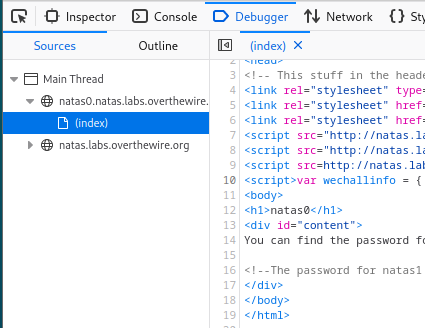 Inspector Console Debugger Network {} St
Sources Outline (index) ×
Main Thread
natas0.natas.labs.overthewire.
(index)
natas.labs.overthewire.org
2 <head>
3 <!-- This stuff in the heade
4 <link rel="stylesheet" type=
5 <link rel="stylesheet" href=
6 <link rel="stylesheet" href=
7 <script src="http://natas.la
8 <script src="http://natas.la
9 <script src=http://natas.lab
10 <script>var wechallinfo = {
11 <body>
12 <h1>natas0</h1>
13 <div id="content">
14 You can find the password fo
15
16 <!--The password for natas1
17 </div>
18 </body>
19 </html>